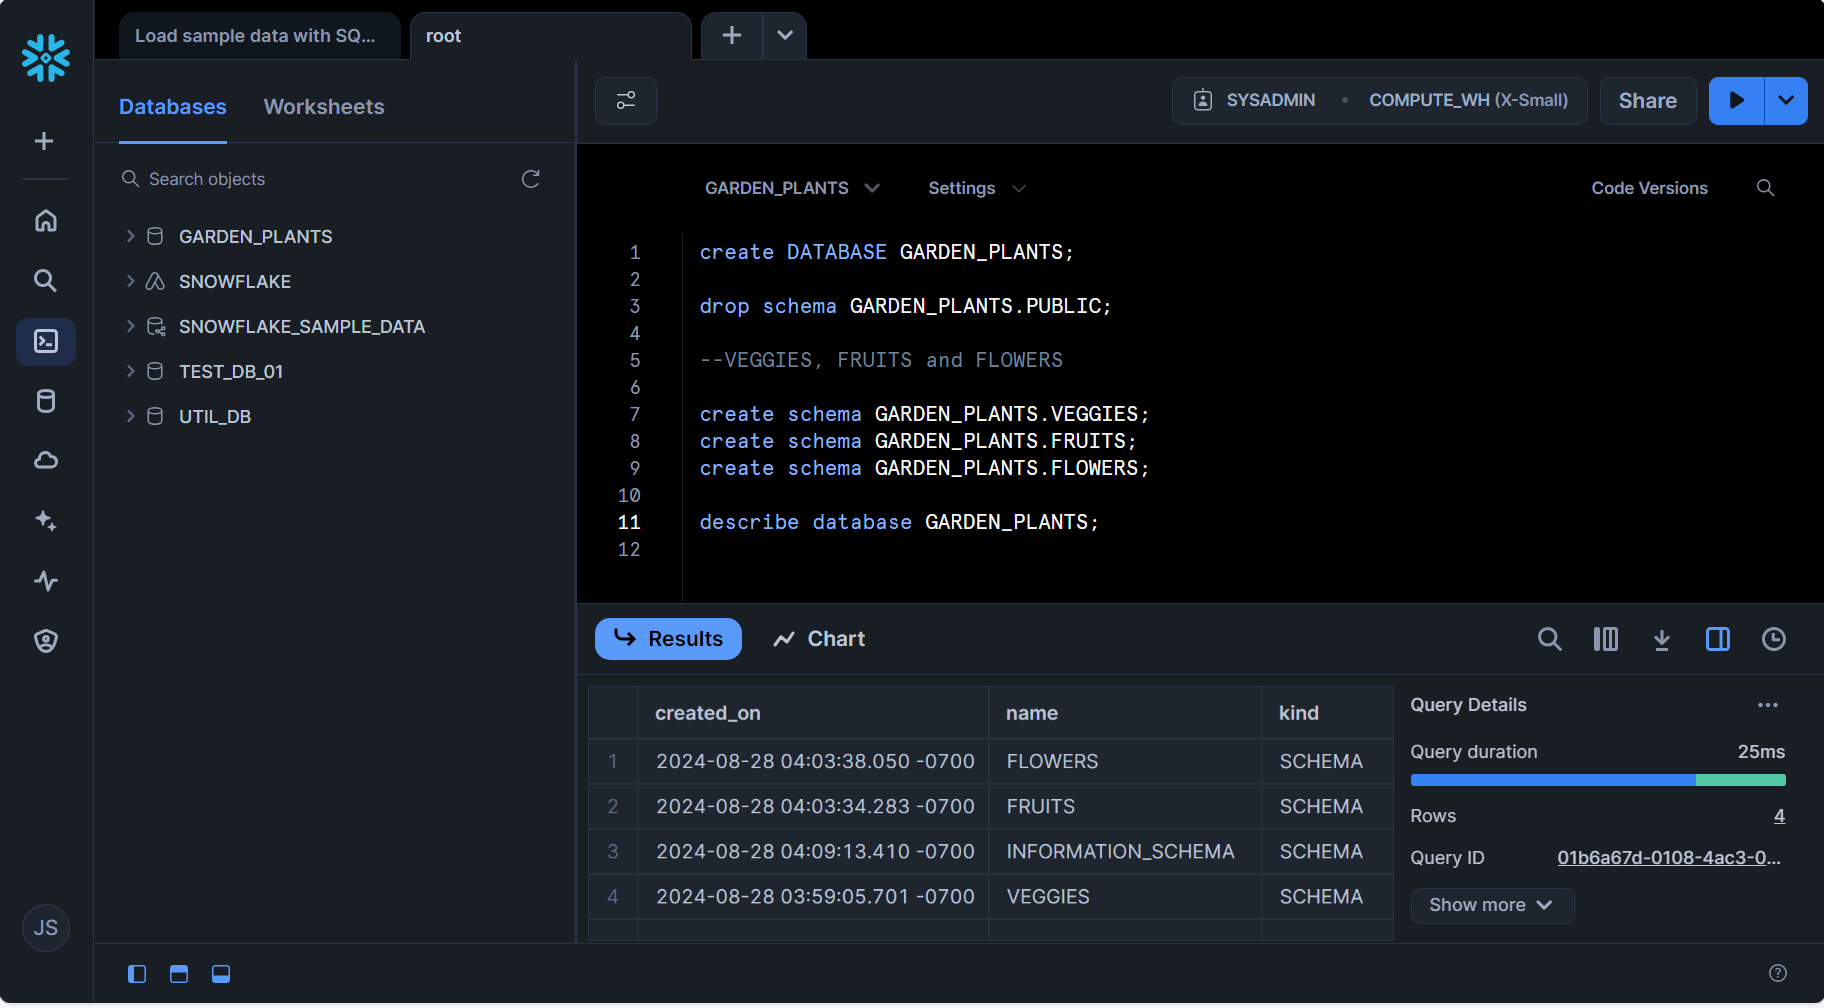 Load sample data with SQ...
root
Databases
Worksheets
Search objects
GARDEN_PLANTS
SNOWFLAKE
SNOWFLAKE_SAMPLE_DATA
TEST_DB_01
UTIL_DB
JS
SYSADMIN
COMPUTE_WH (X-Small)
Share
GARDEN_PLANTS
Settings
Code Versions
1 create DATABASE GARDEN_PLANTS;
2
3 drop schema GARDEN_PLANTS.PUBLIC;
4
5 --VEGGIES, FRUITS and FLOWERS
6
7 create schema GARDEN_PLANTS.VEGGIES;
8 create schema GARDEN_PLANTS.FRUITS;
9 create schema GARDEN_PLANTS.FLOWERS;
10
11 describe database GARDEN_PLANTS;
12
Results
Chart
created_on name kind
1 2024-08-28 04:03:38.050 -0700 FLOWERS SCHEMA
2 2024-08-28 04:03:34.283 -0700 FRUITS SCHEMA
3 2024-08-28 04:09:13.410 -0700 INFORMATION_SCHEMA SCHEMA
4 2024-08-28 03:59:05.701 -0700 VEGGIES SCHEMA
Query Details
Query duration 25ms
Rows 4
Query ID 01b6a67d-0108-4ac3-0...
Show more